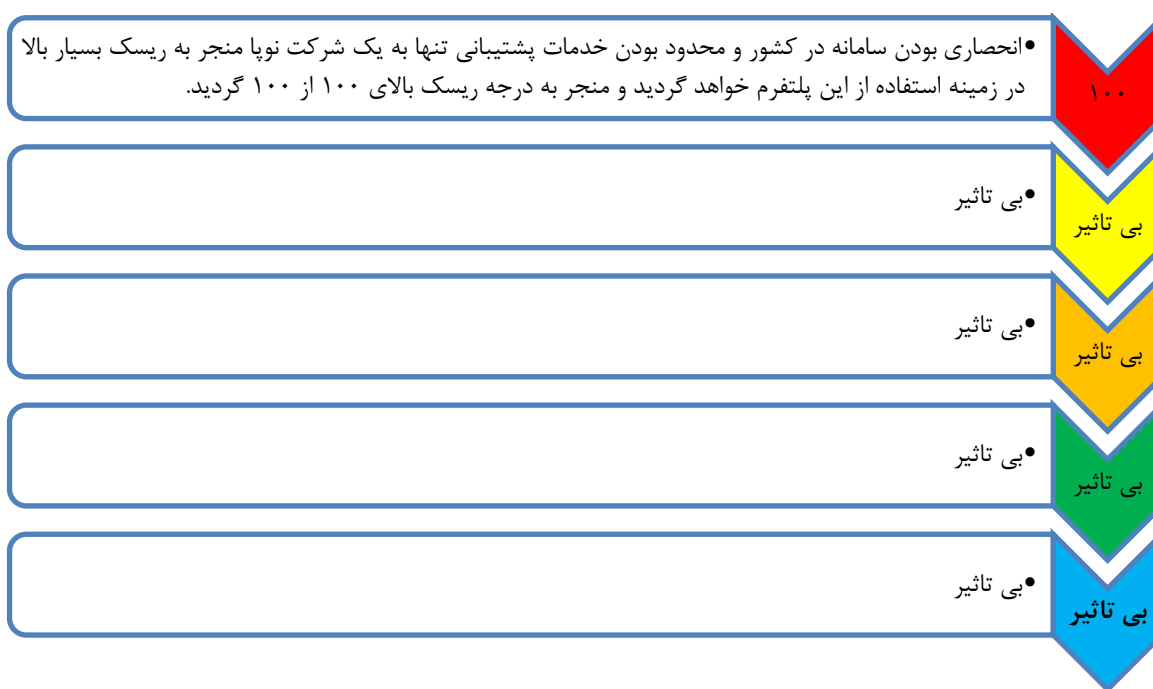 •انحصاری بودن سامانه در کشور و محدود بودن خدمات پشتیبانی تنها به یک شرکت نوپا منجر به ریسک بسیار بالا
در زمینه استفاده از این پلتفرم خواهد گردید و منجر به درجه ریسک بالای ۱۰۰ از ۱۰۰ گردید.
۱۰۰
•بی تاثیر
بی تاثیر
•بی تاثیر
بی تاثیر
•بی تاثیر
بی تاثیر
•بی تاثیر
بی تاثیر